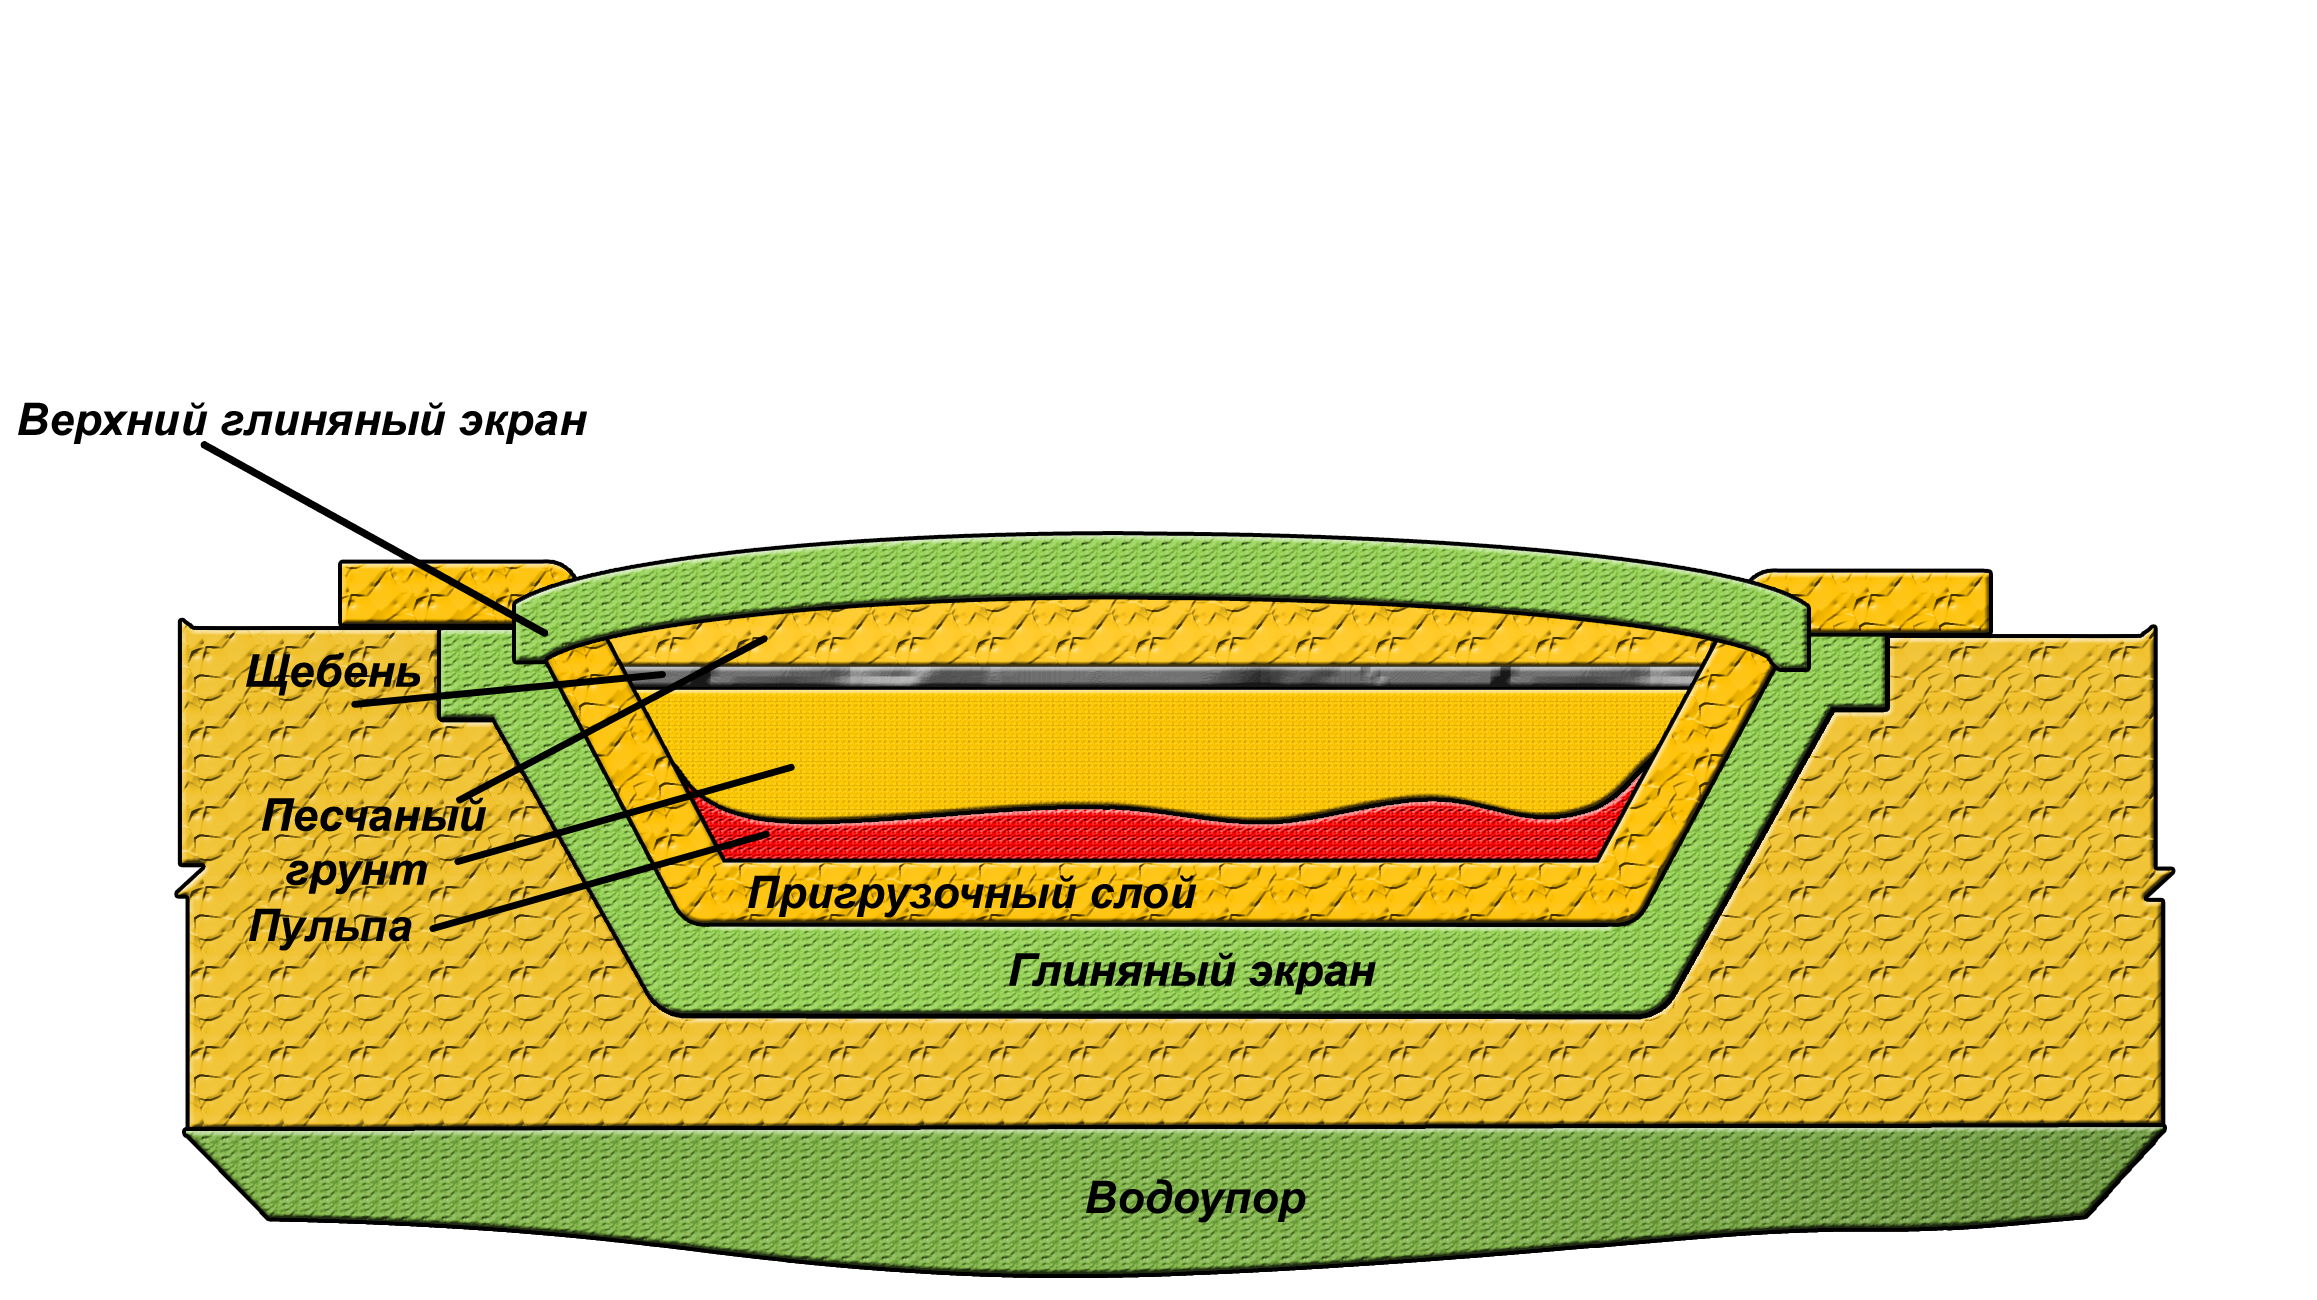 Верхний глиняный экран
Щебень
Песчаный
грунт
Пульпа
Пригрузочный слой
Глиняный экран
Водоупор